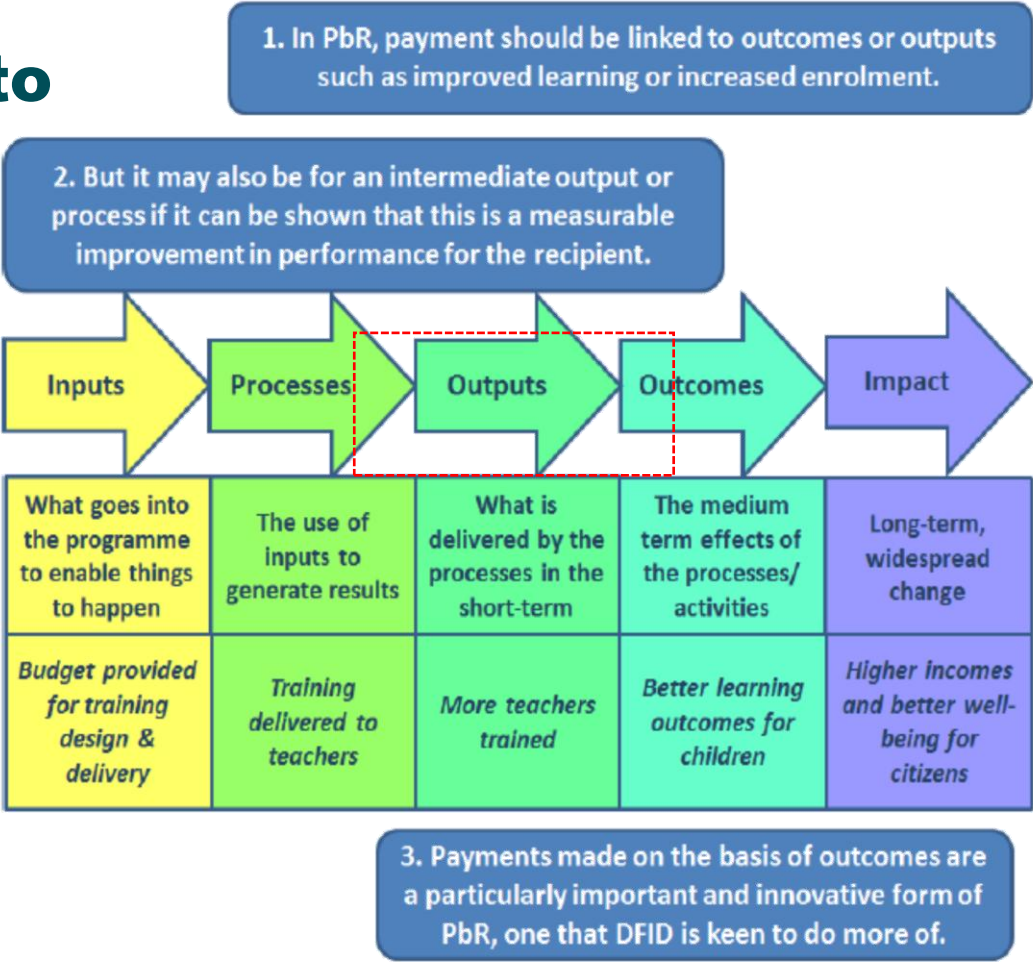 to
1. In PbR, payment should be linked to outcomes or outputs
such as improved learning or increased enrolment.
2. But it may also be for an intermediate output or
process if it can be shown that this is a measurable
improvement in performance for the recipient.
Inputs
Processes
Outputs
Outcomes
Impact
What goes into
the programme
to enable things
to happen
The use of
inputs to
generate results
What is
delivered by the
processes in the
short-term
The medium
term effects of
the processes/
activities
Long-term,
widespread
change
Budget provided
for training
design &
delivery
Training
delivered to
teachers
More teachers
trained
Better learning
outcomes for
children
Higher incomes
and better well-
being for
citizens
3. Payments made on the basis of outcomes are
a particularly important and innovative form of
PbR, one that DFID is keen to do more of.